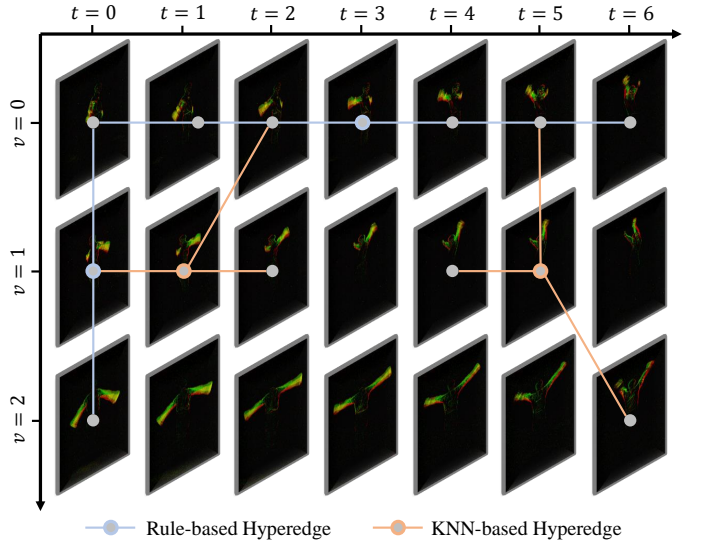 t = 0 t = 1 t = 2 t = 3 t = 4 t = 5 t = 6
v = 0
v = 1
v = 2
Rule-based Hyperedge KNN-based Hyperedge